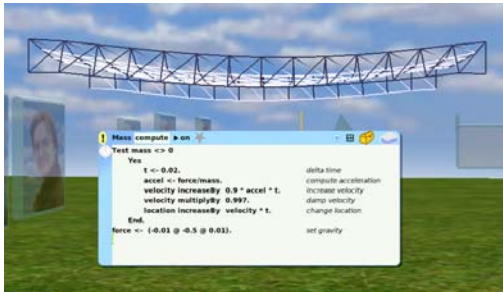 ! Mass compute ▸ on
Test mass <> 0
Yes
t <- 0.02. delta time
accel <- force/mass. compute acceleration
velocity increaseBy 0.9 * accel * t. increase velocity
velocity multiplyBy 0.997. damp velocity
location increaseBy velocity * t. change location
End.
force <- (-0.01 @ -0.5 @ 0.01). set gravity